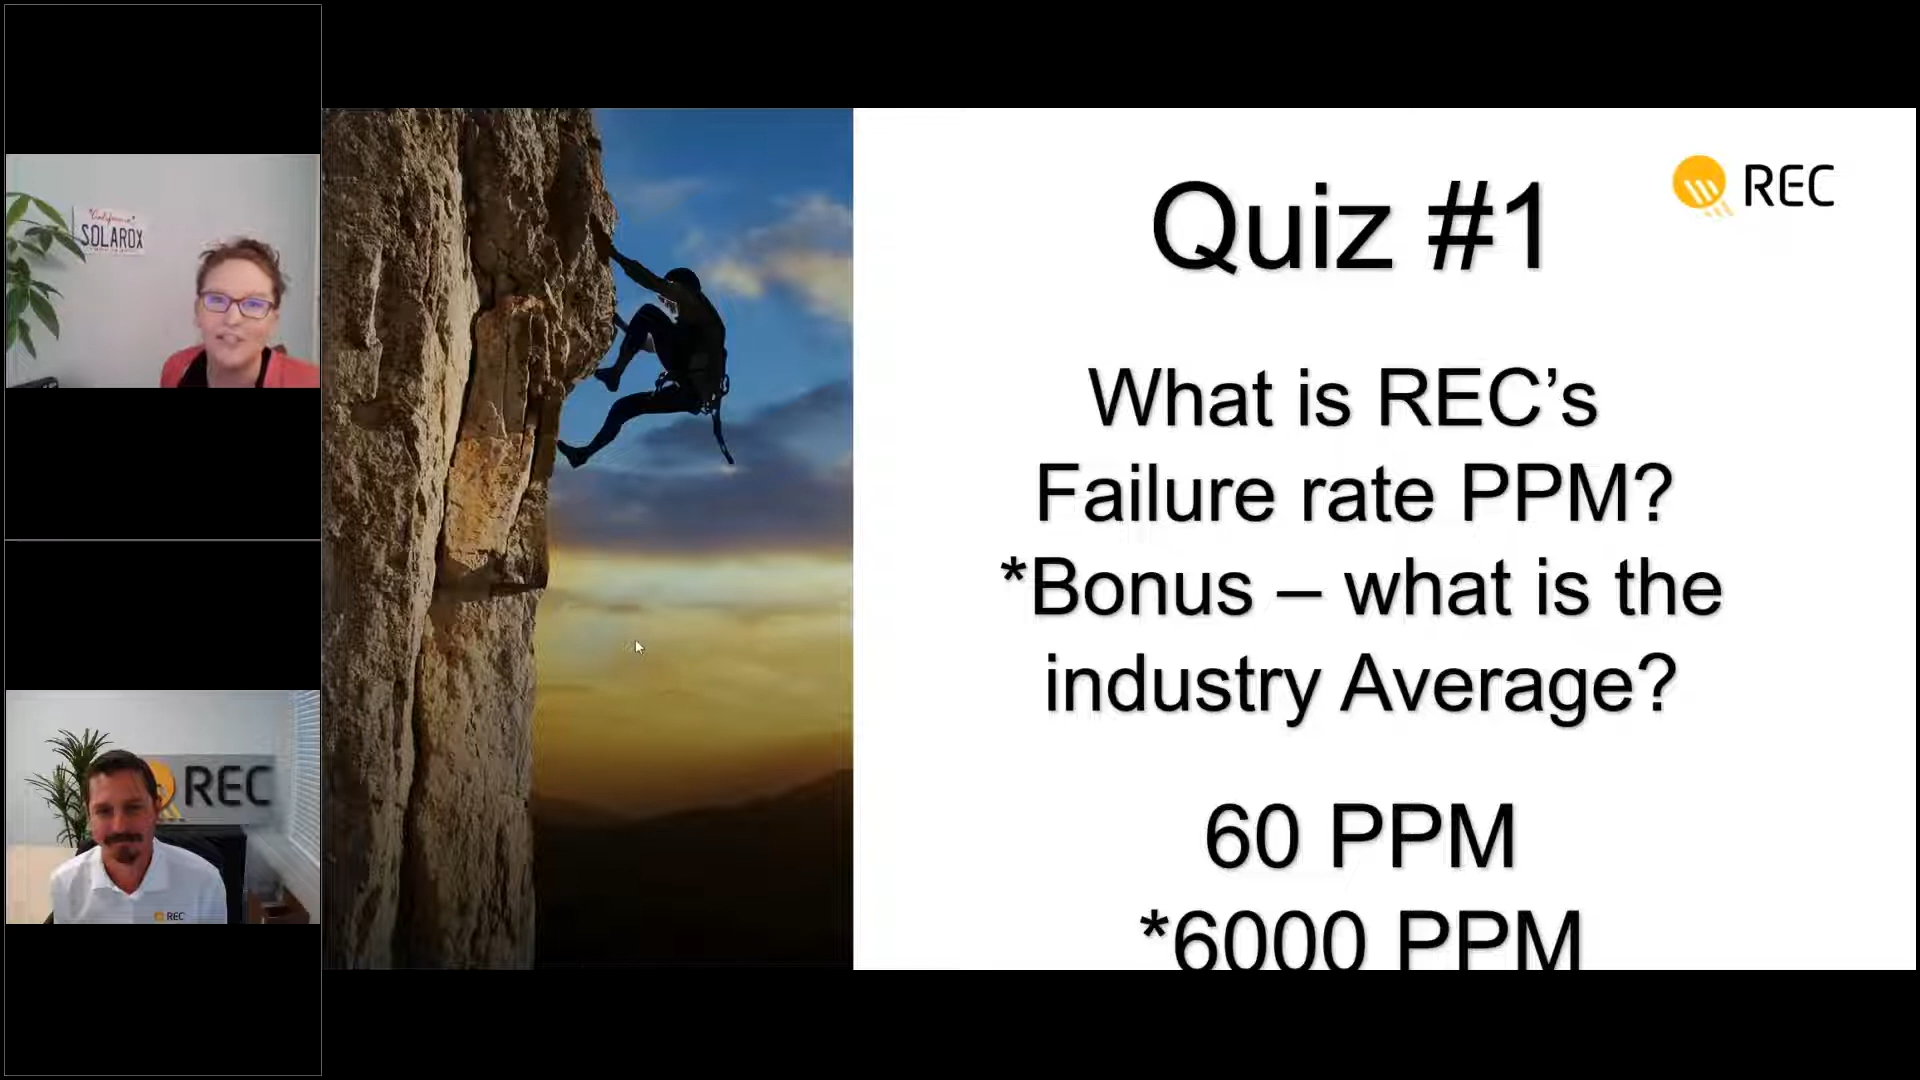 California
SOLAROX
REC
REC
Quiz #1
REC
What is REC’s
Failure rate PPM?
*Bonus – what is the
industry Average?
60 PPM
*6000 PPM